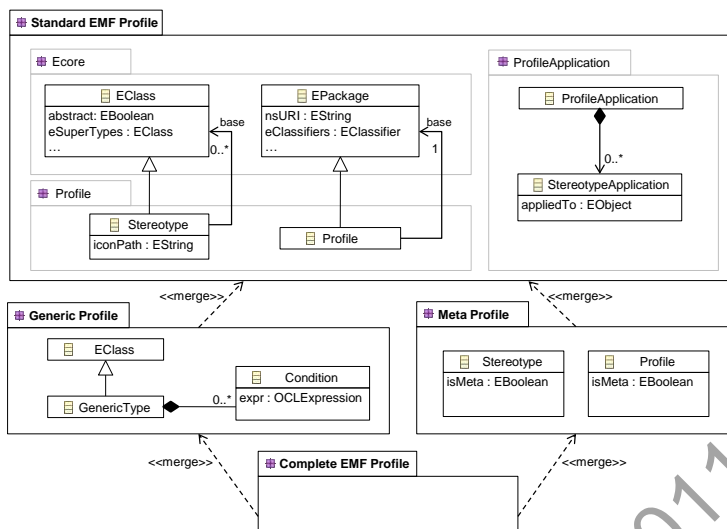 Standard EMF Profile
Ecore
EClass
abstract: EBoolean
eSuperTypes : EClass
…
base
0..*
EPackage
nsURI : EString
eClassifiers : EClassifier
…
base
1
Profile
Stereotype
iconPath : EString
Profile
ProfileApplication
ProfileApplication
0..*
StereotypeApplication
appliedTo : EObject
<<merge>>
<<merge>>
Generic Profile
EClass
GenericType
0..*
Condition
expr : OCLExpression
Meta Profile
Stereotype
isMeta : EBoolean
Profile
isMeta : EBoolean
<<merge>>
<<merge>>
Complete EMF Profile
2011